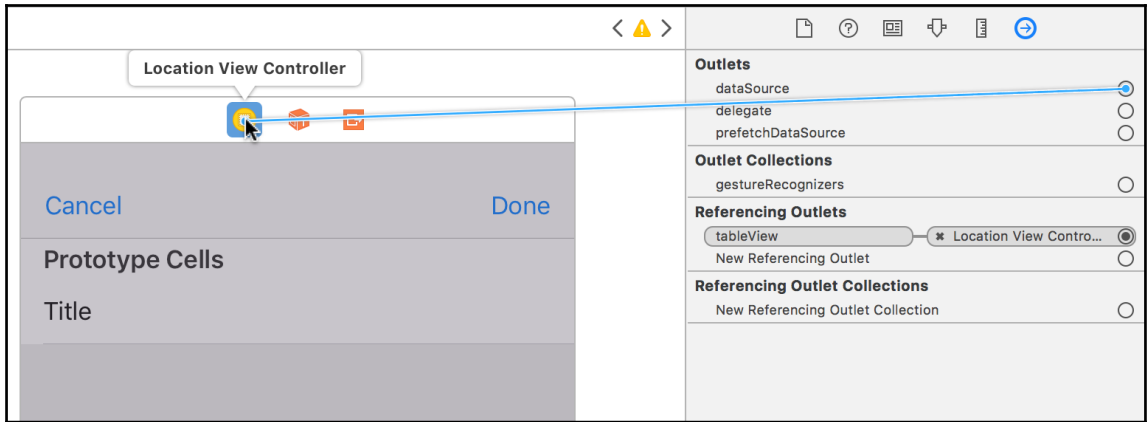 Location View Controller
Cancel
Done
Prototype Cells
Title
Outlets
dataSource
delegate
prefetchDataSource
Outlet Collections
gestureRecognizers
Referencing Outlets
tableView
Location View Contro...
New Referencing Outlet
Referencing Outlet Collections
New Referencing Outlet Collection